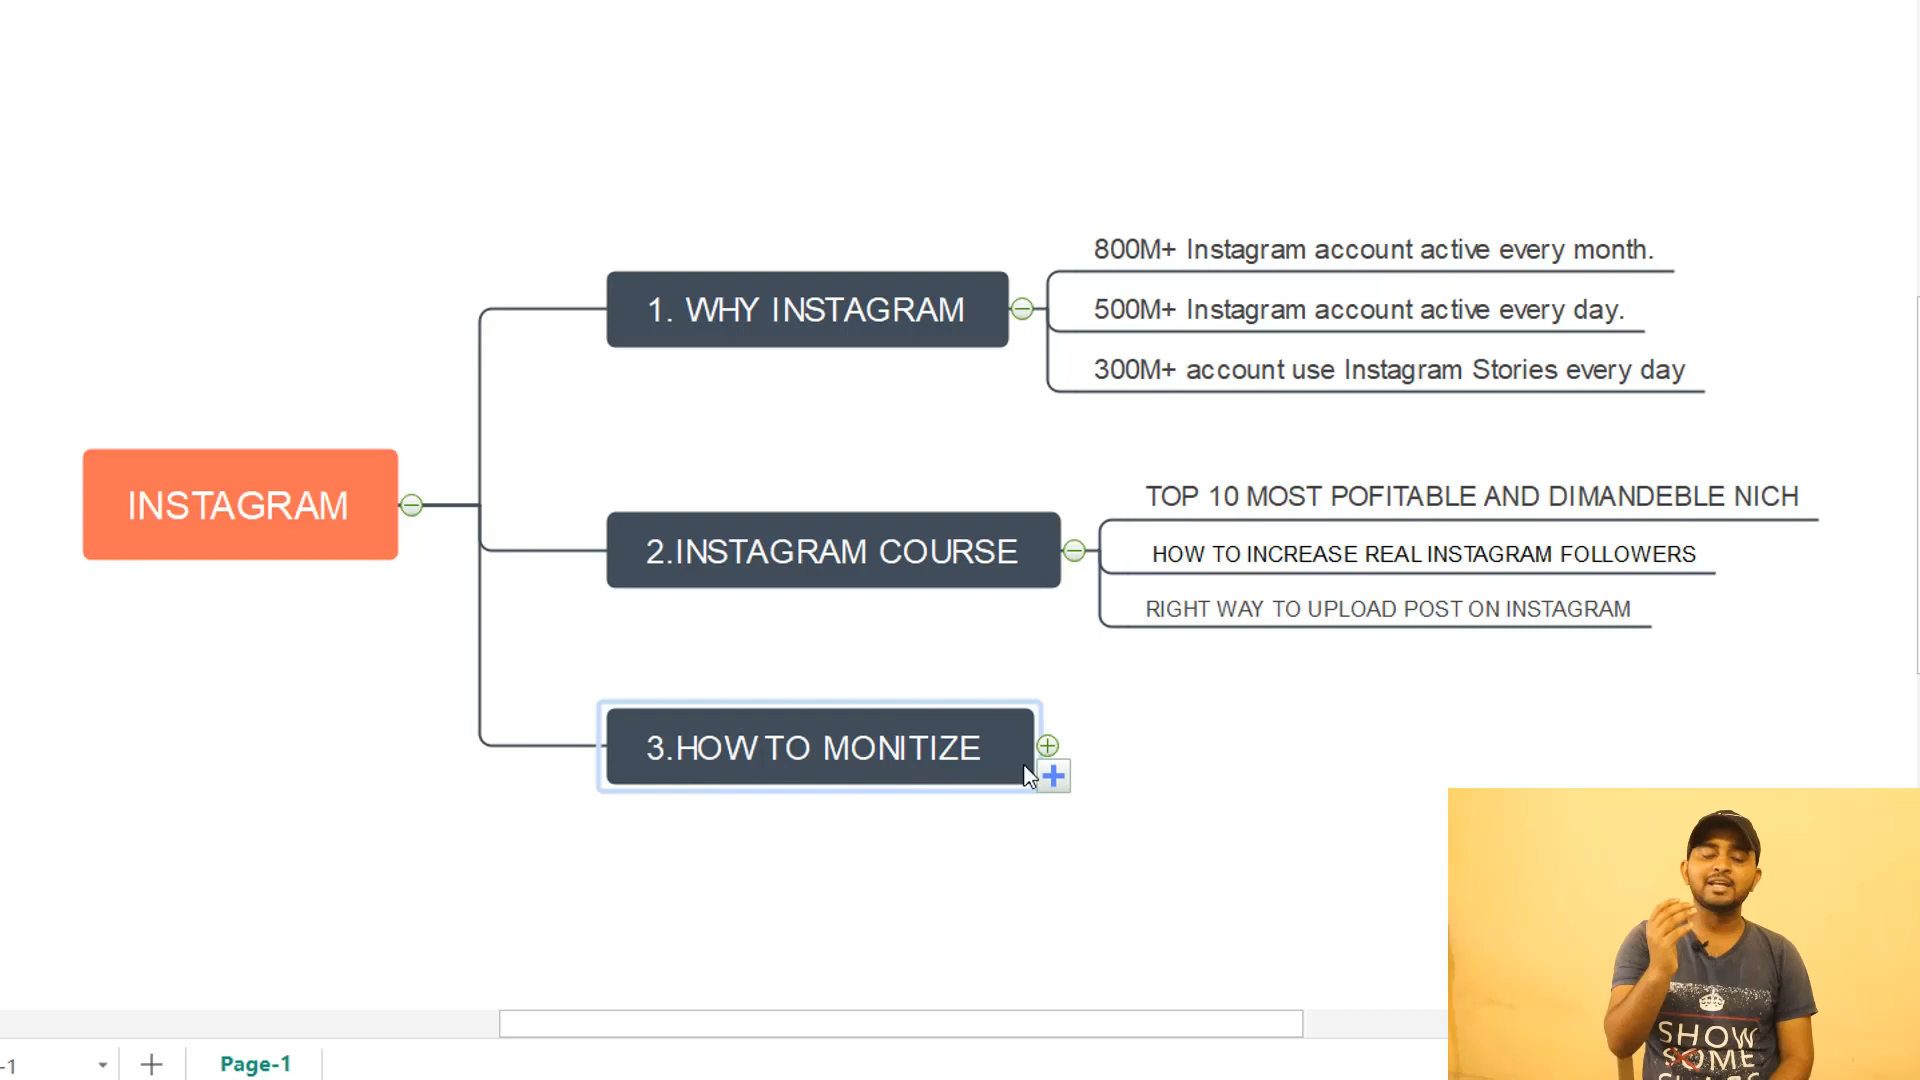 800M+ Instagram account active every month.
1. WHY INSTAGRAM
500M+ Instagram account active every day.
300M+ account use Instagram Stories every day
INSTAGRAM
TOP 10 MOST POFITABLE AND DIMANDEBLE NICH
2.INSTAGRAM COURSE
HOW TO INCREASE REAL INSTAGRAM FOLLOWERS
RIGHT WAY TO UPLOAD POST ON INSTAGRAM
3.HOW TO MONITIZE
-1
Page-1
SHOW
SOME